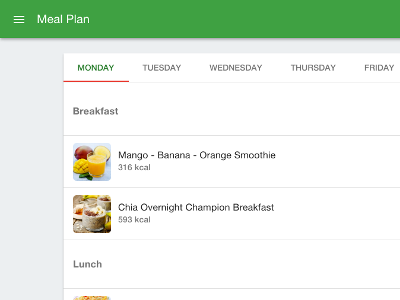 Meal Plan
MONDAY TUESDAY WEDNESDAY THURSDAY FRIDAY
Breakfast
Mango - Banana - Orange Smoothie
316 kcal
Chia Overnight Champion Breakfast
593 kcal
Lunch